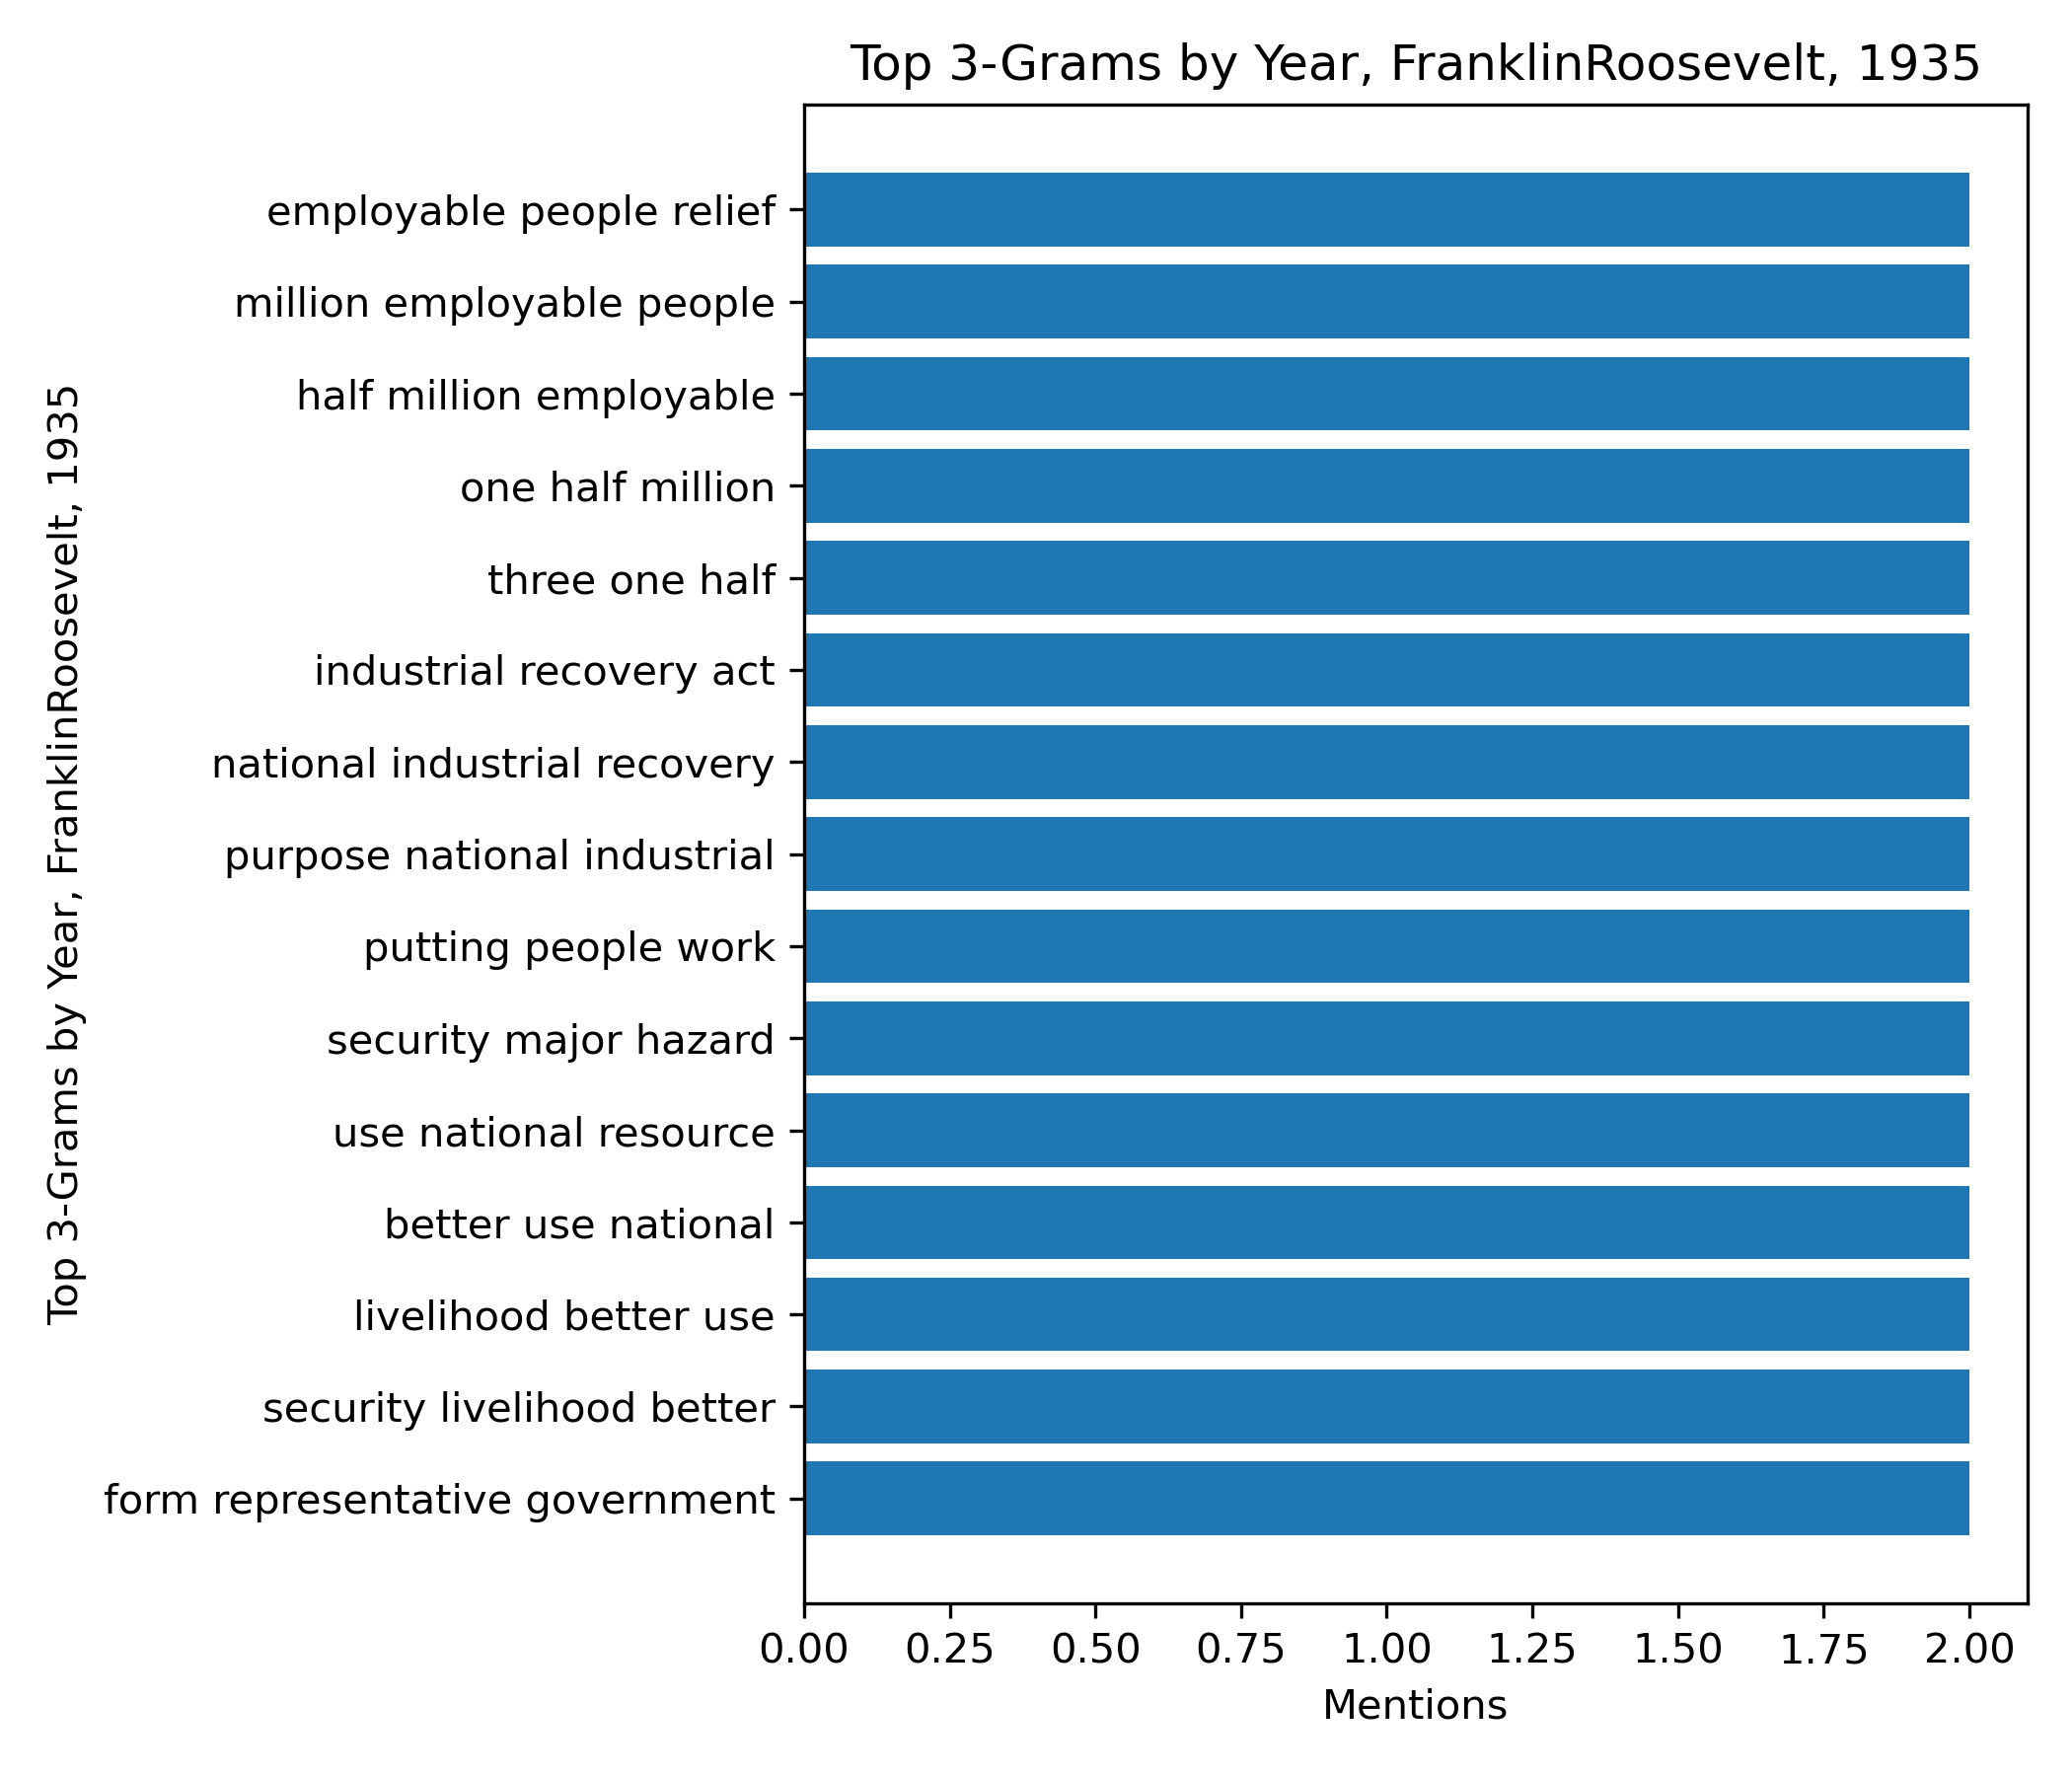 Top 3-Grams by Year, FranklinRoosevelt, 1935
Top 3-Grams by Year, FranklinRoosevelt, 1935
employable people relief
million employable people
half million employable
one half million
three one half
industrial recovery act
national industrial recovery
purpose national industrial
putting people work
security major hazard
use national resource
better use national
livelihood better use
security livelihood better
form representative government
0.00 0.25 0.50 0.75 1.00 1.25 1.50 1.75 2.00
Mentions